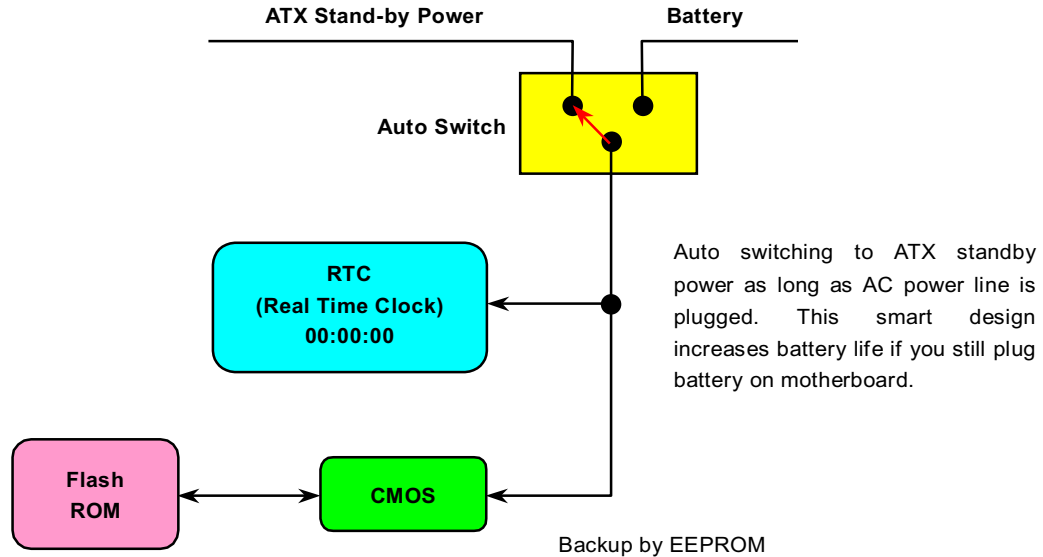 ATX Stand-by Power
Battery
Auto Switch
RTC
(Real Time Clock)
00:00:00
Auto switching to ATX standby
power as long as AC power line is
plugged. This smart design
increases battery life if you still plug
battery on motherboard.
Flash
ROM
CMOS
Backup by EEPROM